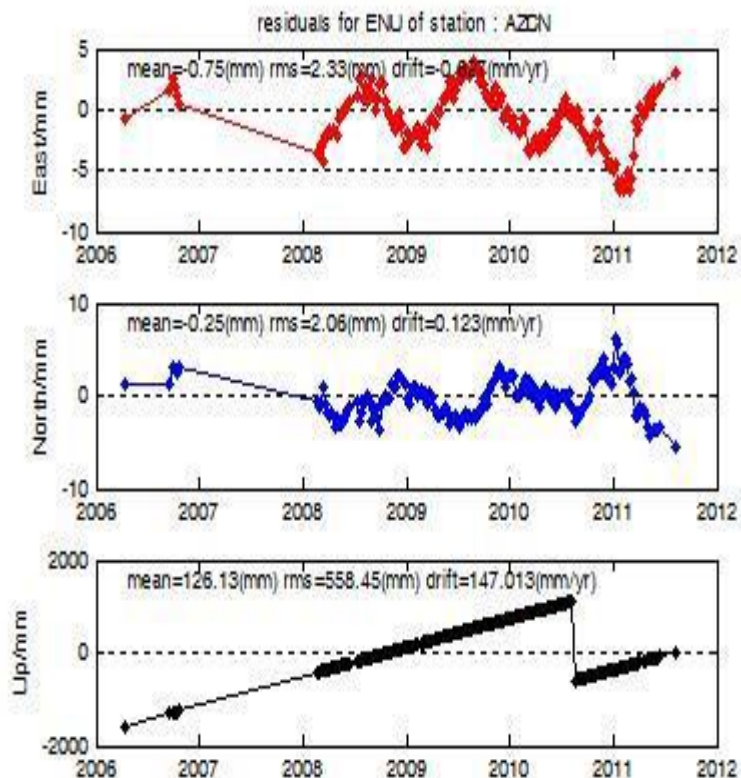 residuals for ENU of station : AZCN
5
0
-5
-10
East/mm
mean=-0.75(mm) rms=2.33(mm) (mm/yr)
2006 2007 2008 2009 2010 2011 2012
10
0
-10
North/mm
mean=-0.25(mm) rms=2.06(mm) drift=0.123(mm/yr)
2006 2007 2008 2009 2010 2011 2012
2000
0
-2000
Up/mm
mean=126.13(mm) rms=558.45(mm) drift=147.013(mm/yr)
2006 2007 2008 2009 2010 2011 2012